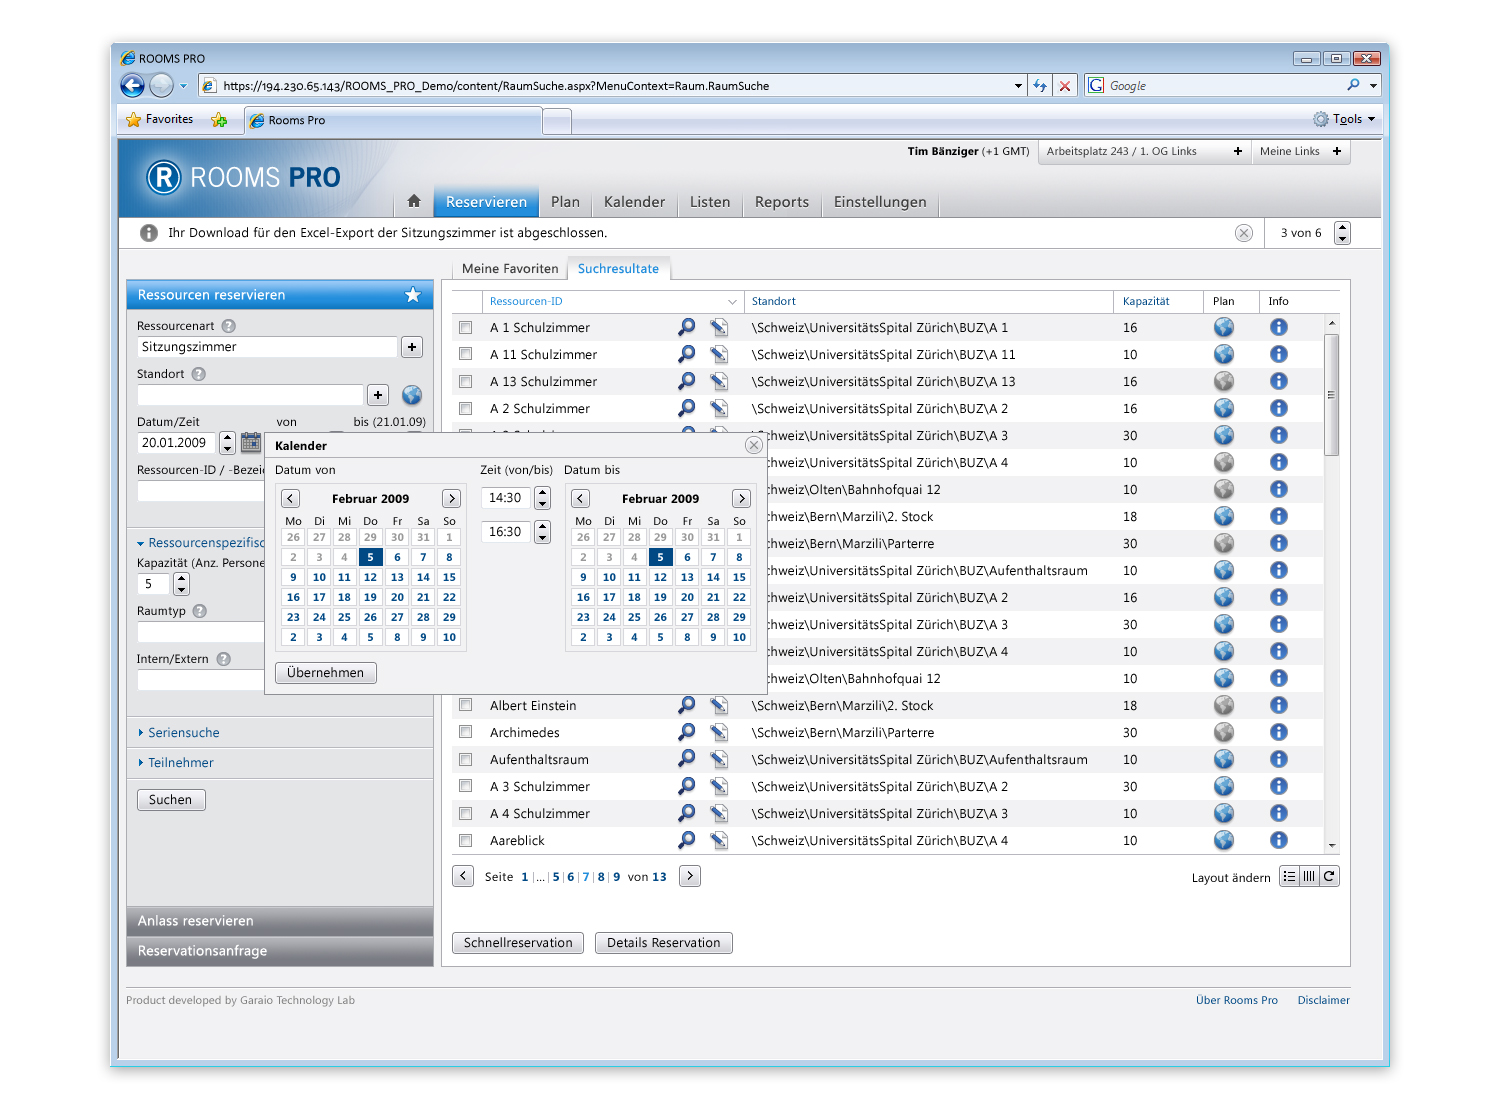 ROOMS PRO
https://194.230.65.143/ROOMS_PRO_Demo/content/RaumSuche.aspx?MenuContext=Raum.RaumSuche
Google
Favorites
Rooms Pro
Tools
Tim Bänziger (+1 GMT)
Arbeitsplatz 243 / 1. OG Links +
Meine Links +
R ROOMS PRO
Reservieren Plan Kalender Listen Reports Einstellungen
Ihr Download für den Excel-Export der Sitzungszimmer ist abgeschlossen.
3 von 6
Ressourcen reservieren
Ressourcenart ?
Sitzungszimmer +
Standort ?
+
Datum/Zeit von bis (21.01.09)
20.01.2009
Ressourcen-ID / -Bezei
Ressourcenspezifisc
Kapazität (Anz. Persone
5
Raumtyp ?
Intern/Extern ?
Seriensuche
Teilnehmer
Suchen
Anlass reservieren
Reservationsanfrage
Kalender
Datum von
Februar 2009
Mo Di Mi Do Fr Sa So
26 27 28 29 30 31 1
2 3 4 5 6 7 8
9 10 11 12 13 14 15
16 17 18 19 20 21 22
23 24 25 26 27 28 29
2 3 4 5 8 9 10
Übernehmen
Zeit (von/bis)
14:30
16:30
Datum bis
Februar 2009
Mo Di Mi Do Fr Sa So
26 27 28 29 30 31 1
2 3 4 5 6 7 8
9 10 11 12 13 14 15
16 17 18 19 20 21 22
23 24 25 26 27 28 29
2 3 4 5 8 9 10
Meine Favoriten Suchresultate
Ressourcen-ID Standort Kapazität Plan Info
A 1 Schulzimmer \Schweiz\UniversitätsSpital Zürich\BUZ\A 1 16
A 11 Schulzimmer \Schweiz\UniversitätsSpital Zürich\BUZ\A 11 10
A 13 Schulzimmer \Schweiz\UniversitätsSpital Zürich\BUZ\A 13 16
A 2 Schulzimmer \Schweiz\UniversitätsSpital Zürich\BUZ\A 2 16
chweiz\UniversitätsSpital Zürich\BUZ\A 3 30
chweiz\UniversitätsSpital Zürich\BUZ\A 4 10
chweiz\Olten\Bahnhofquai 12 10
chweiz\Bern\Marzili\2. Stock 18
chweiz\Bern\Marzili\Parterre 30
chweiz\UniversitätsSpital Zürich\BUZ\Aufenthaltsraum 10
chweiz\UniversitätsSpital Zürich\BUZ\A 2 16
chweiz\UniversitätsSpital Zürich\BUZ\A 3 30
chweiz\UniversitätsSpital Zürich\BUZ\A 4 10
chweiz\Olten\Bahnhofquai 12 10
Albert Einstein \Schweiz\Bern\Marzili\2. Stock 18
Archimedes \Schweiz\Bern\Marzili\Parterre 30
Aufenthaltsraum \Schweiz\UniversitätsSpital Zürich\BUZ\Aufenthaltsraum 10
A 3 Schulzimmer \Schweiz\UniversitätsSpital Zürich\BUZ\A 2 30
A 4 Schulzimmer \Schweiz\UniversitätsSpital Zürich\BUZ\A 3 10
Aareblick \Schweiz\UniversitätsSpital Zürich\BUZ\A 4 10
Seite 1 |...| 5 | 6 | 7 | 8 | 9 von 13
Layout ändern
Schnellreservation Details Reservation
Product developed by Garaio Technology Lab
Über Rooms Pro Disclaimer